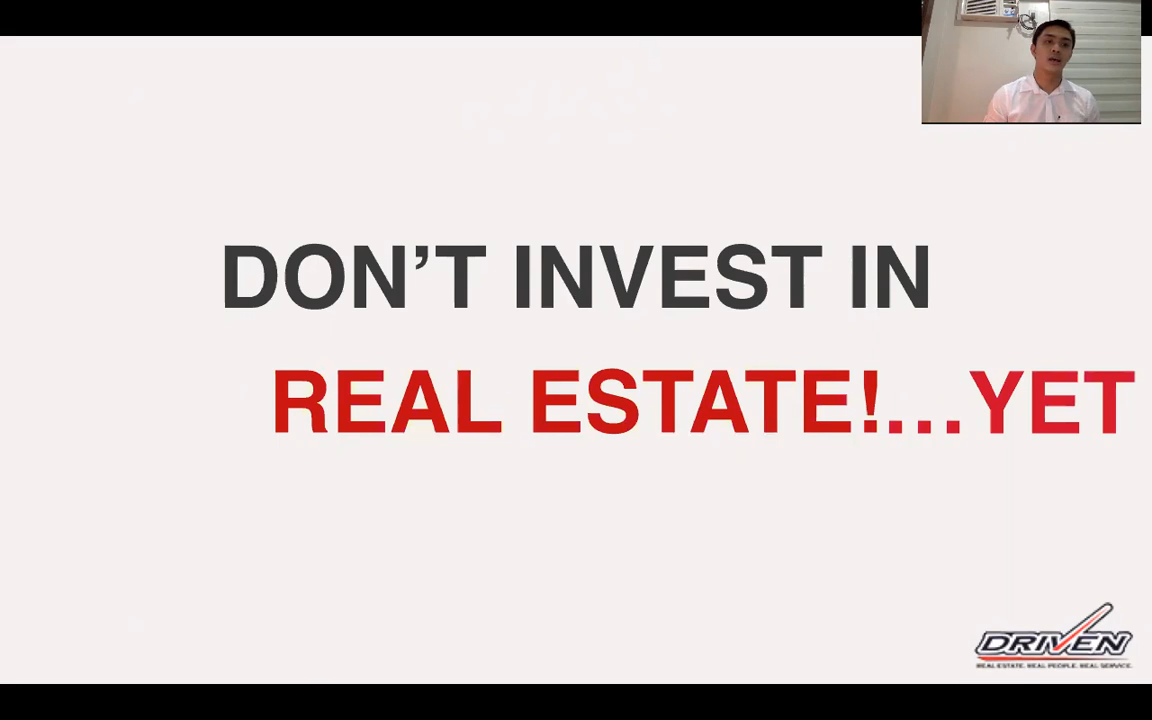 DON’T INVEST IN
REAL ESTATE!...YET
DRIVEN
REAL ESTATE. REAL PEOPLE. REAL SERVICE.